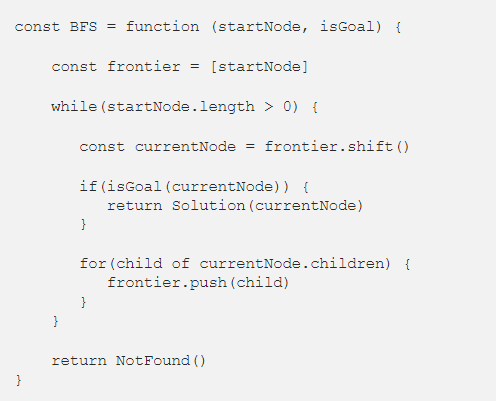 const BFS = function (startNode, isGoal) {
const frontier = [startNode]
while(startNode.length > 0) {
const currentNode = frontier.shift()
if(isGoal(currentNode)) {
return Solution(currentNode)
}
for(child of currentNode.children) {
frontier.push(child)
}
}
return NotFound()
}